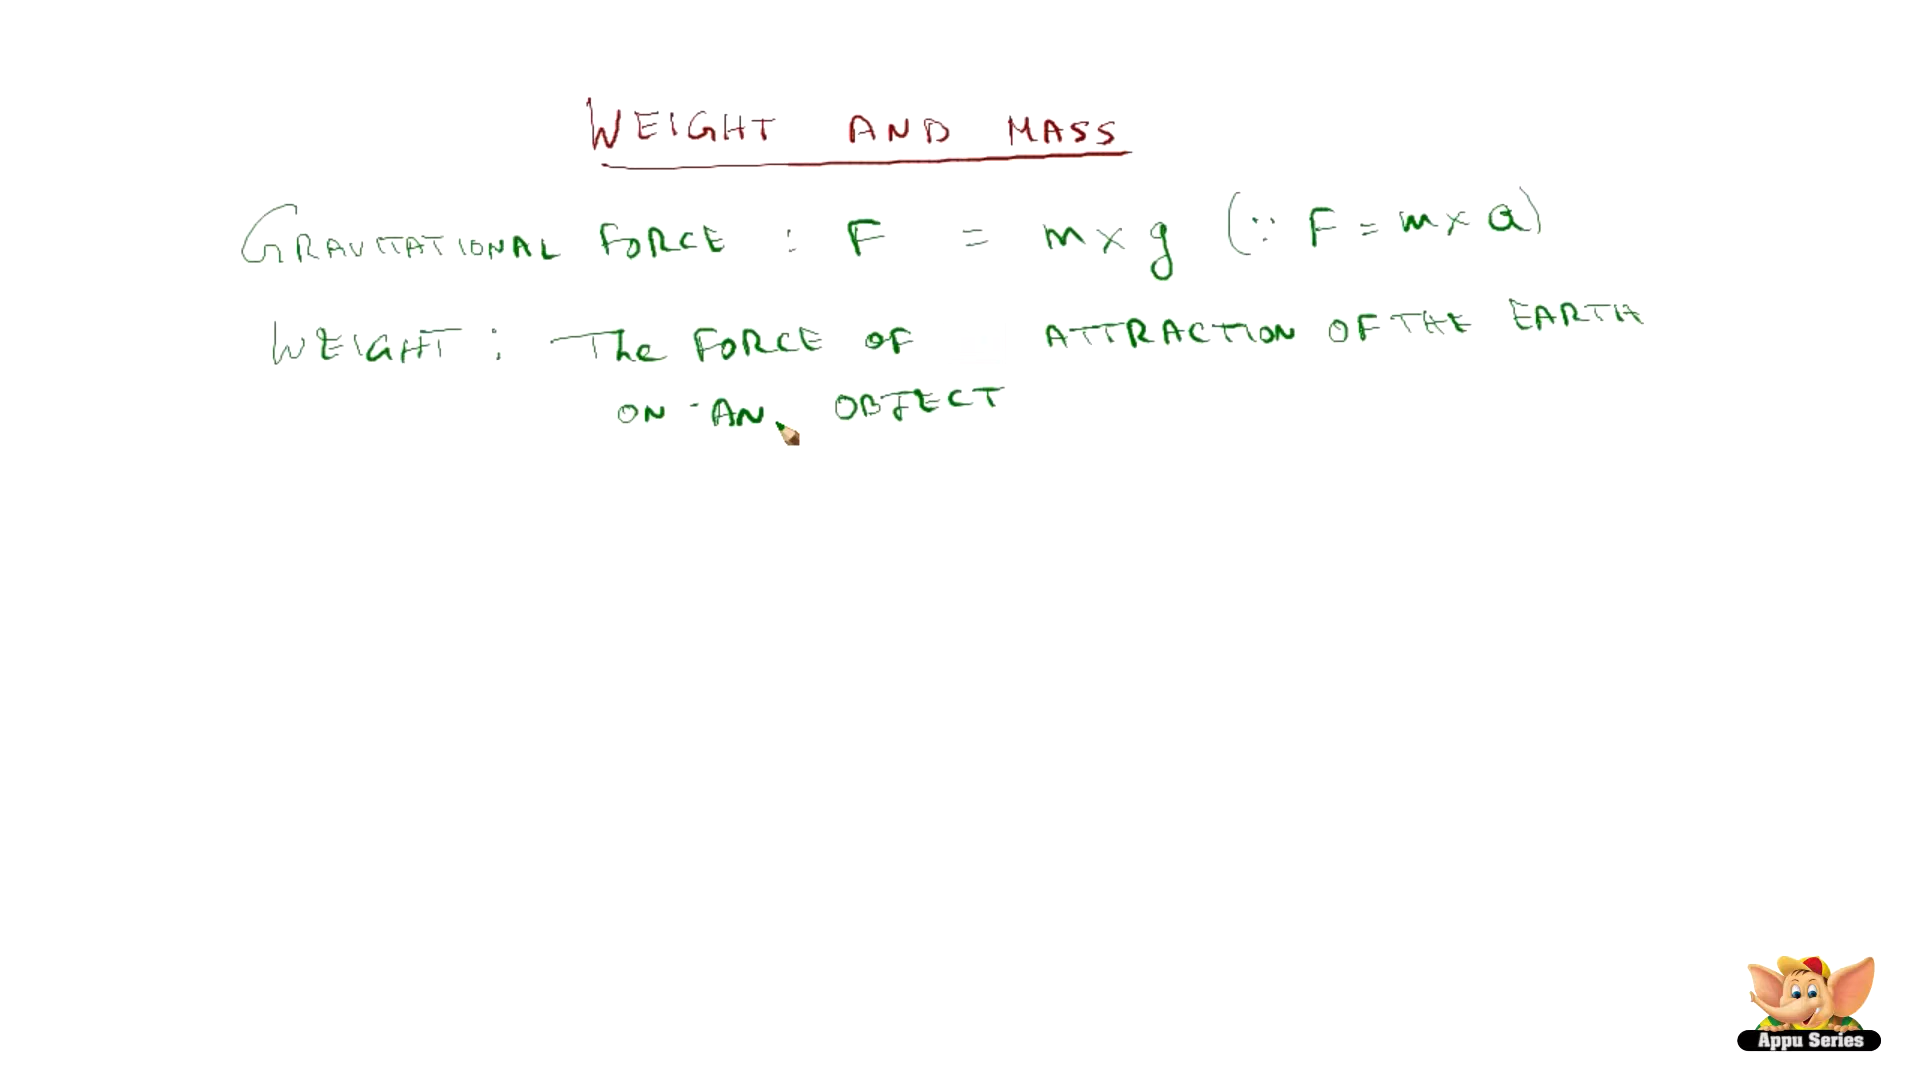 WEIGHT AND MASS
GRAVITATIONAL FORCE : F = m × g (∵ F = m × a)
WEIGHT : The FORCE OF ATTRACTION OF THE EARTH
ON AN OBJECT
Appu Series